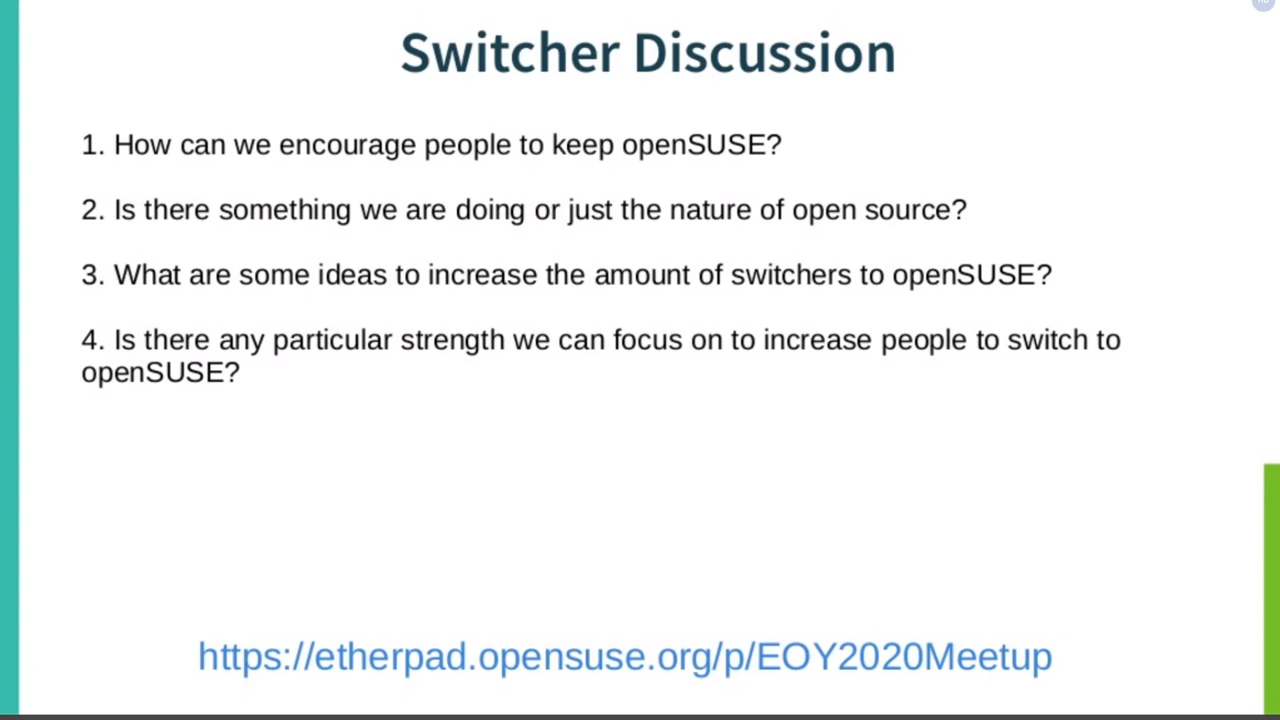 Switcher Discussion
1. How can we encourage people to keep openSUSE?
2. Is there something we are doing or just the nature of open source?
3. What are some ideas to increase the amount of switchers to openSUSE?
4. Is there any particular strength we can focus on to increase people to switch to
openSUSE?
https://etherpad.opensuse.org/p/EOY2020Meetup